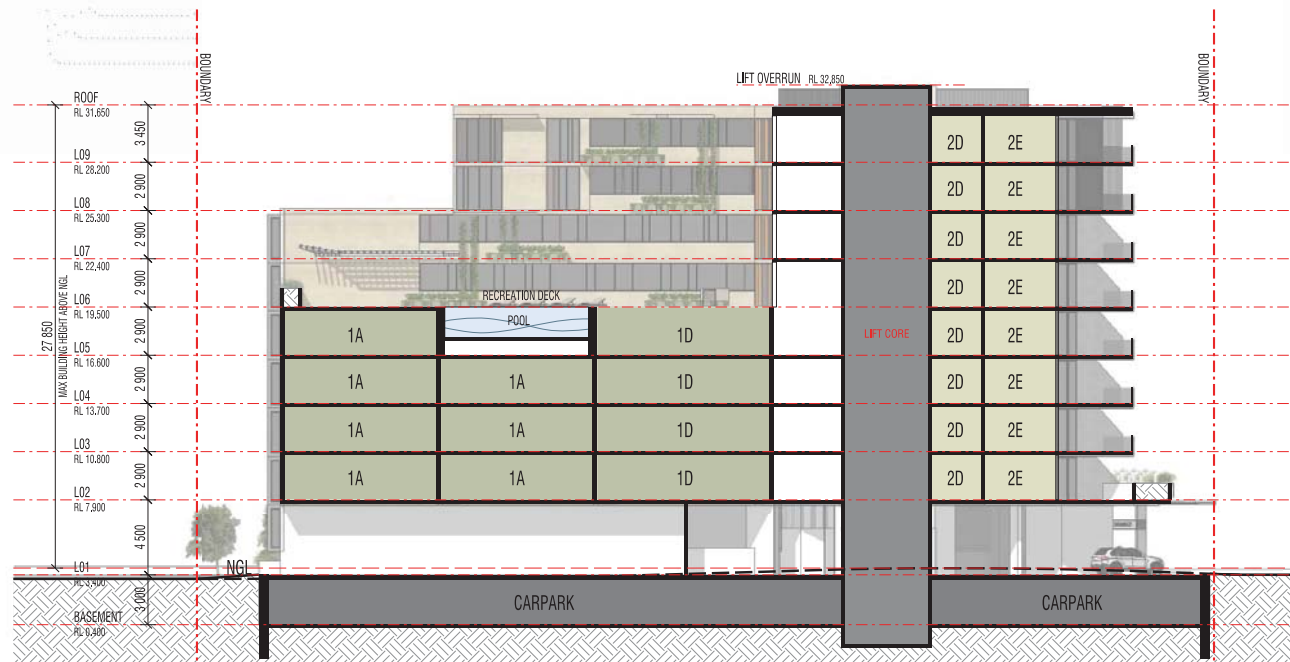 BOUNDARY
BOUNDARY
LIFT OVERRUN RL 32,850
ROOF
RL 31.650
3 450
L09
RL 28.200
2 900
L08
RL 25,300
2 900
L07
RL 22,400
2 900
L06
RL 19,500
2 900
L05
RL 16.600
2 900
L04
RL 13,700
2 900
L03
RL 10.800
2 900
L02
RL 7,900
4 500
L01
RL 3,400
3 000
BASEMENT
RL 0,400
27 850
MAX BUILDING HEIGHT ABOVE NGL
NGL
2D 2E
2D 2E
2D 2E
RECREATION DECK
2D 2E
POOL
1A 1D LIFT CORE 2D 2E
1A 1A 1D 2D 2E
1A 1A 1D 2D 2E
1A 1A 1D 2D 2E
CARPARK CARPARK